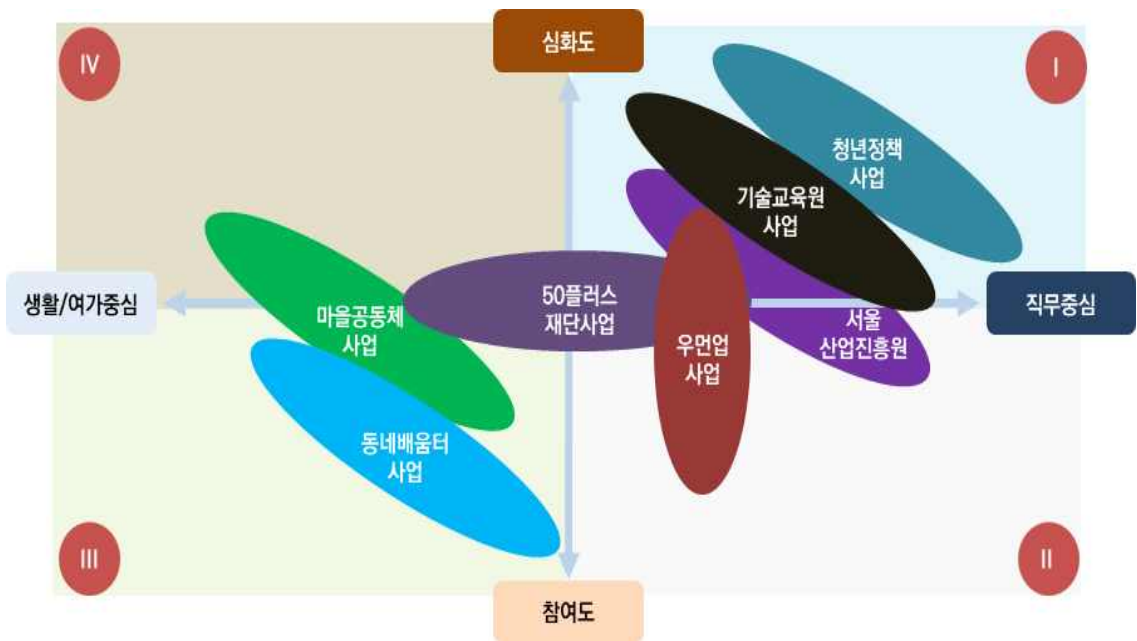 심화도
IV
I
청년정책
사업
기술교육원
사업
생활/여가중심
마을공동체
사업
50플러스
재단사업
우먼업
사업
서울
산업진흥원
직무중심
동네배움터
사업
III
II
참여도